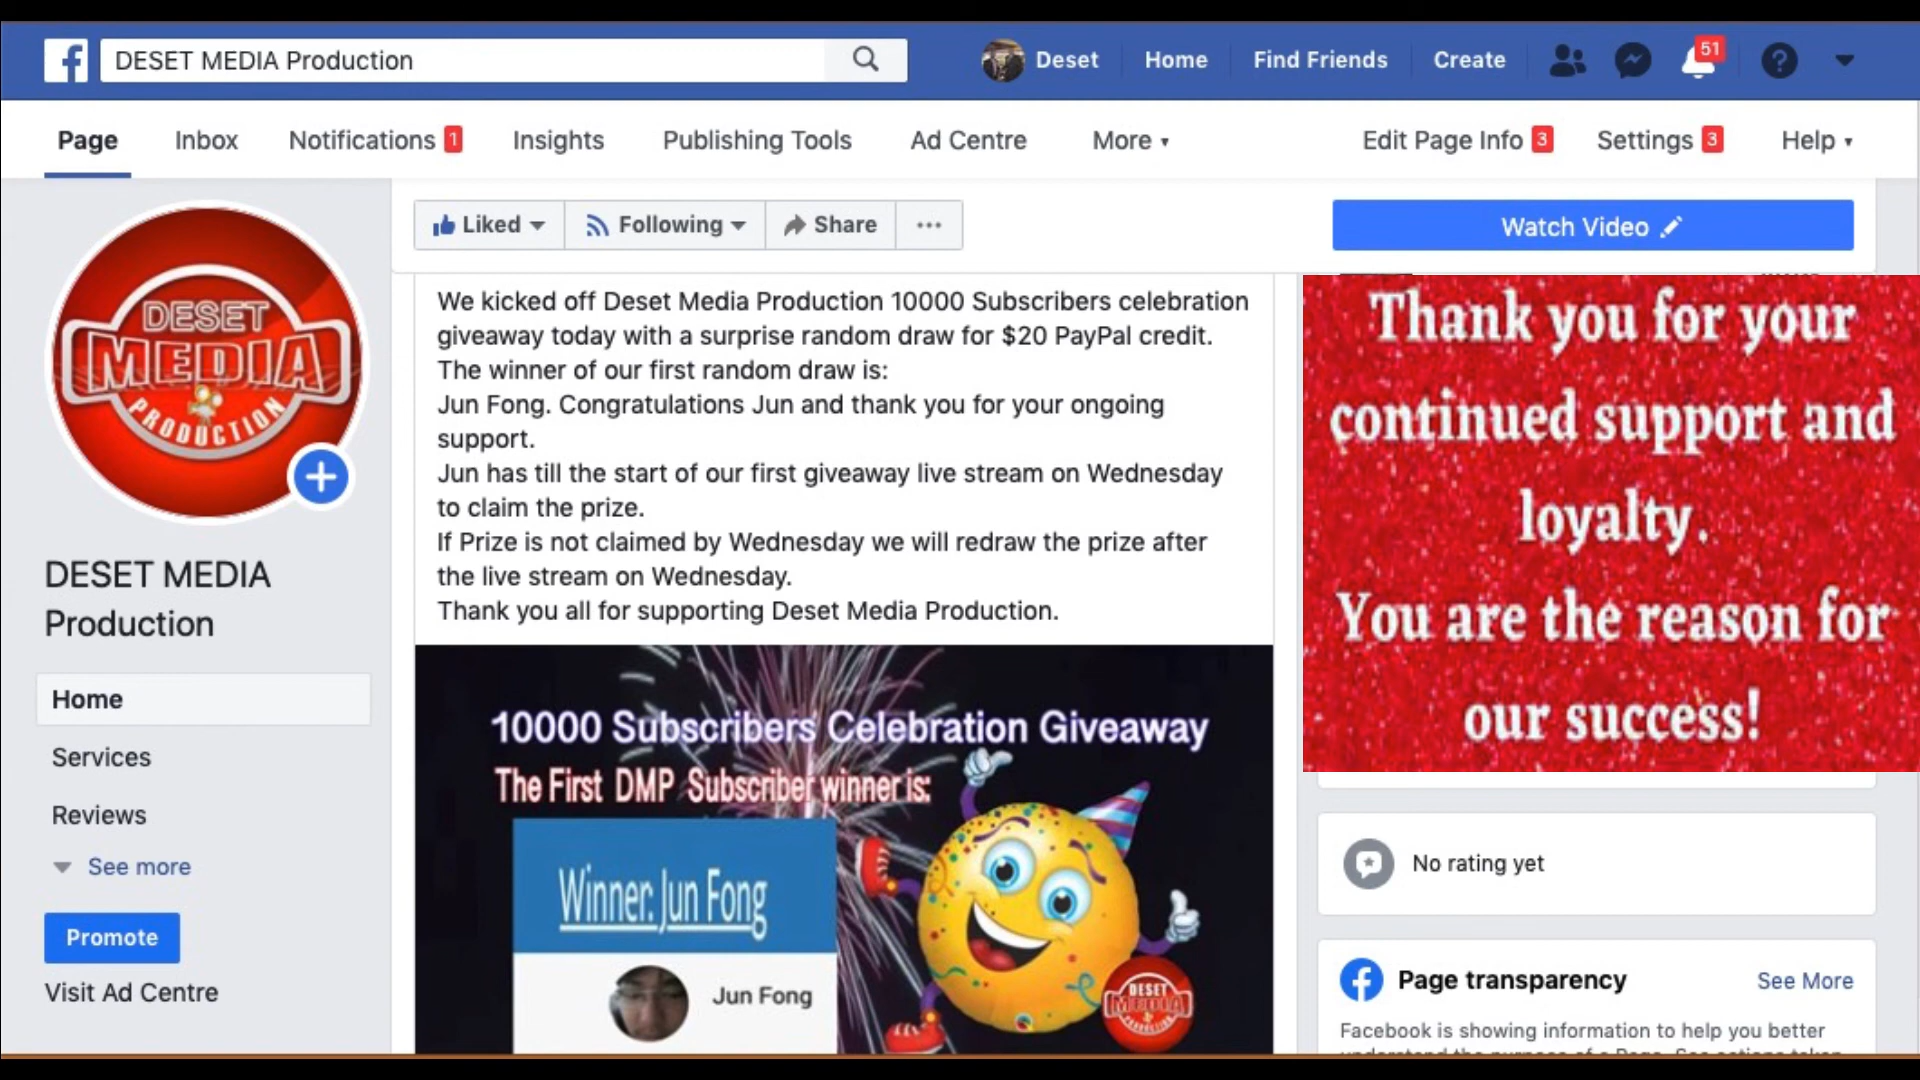 DESET MEDIA Production
Deset
Home
Find Friends
Create
51
?
Page
Inbox
Notifications 1
Insights
Publishing Tools
Ad Centre
More
Edit Page Info 3
Settings 3
Help
DESET
MEDIA
PRODUCTION
DESET MEDIA
Production
Home
Services
Reviews
See more
Promote
Visit Ad Centre
Liked
Following
Share
...
Watch Video
We kicked off Deset Media Production 10000 Subscribers celebration
giveaway today with a surprise random draw for $20 PayPal credit.
The winner of our first random draw is:
Jun Fong. Congratulations Jun and thank you for your ongoing
support.
Jun has till the start of our first giveaway live stream on Wednesday
to claim the prize.
If Prize is not claimed by Wednesday we will redraw the prize after
the live stream on Wednesday.
Thank you all for supporting Deset Media Production.
10000 Subscribers Celebration Giveaway
The First DMP Subscriber winner is:
Winner: Jun Fong
Jun Fong
DESET
MEDIA
PRODUCTION
Thank you for your
continued support and
loyalty.
You are the reason for
our success!
No rating yet
Page transparency
See More
Facebook is showing information to help you better